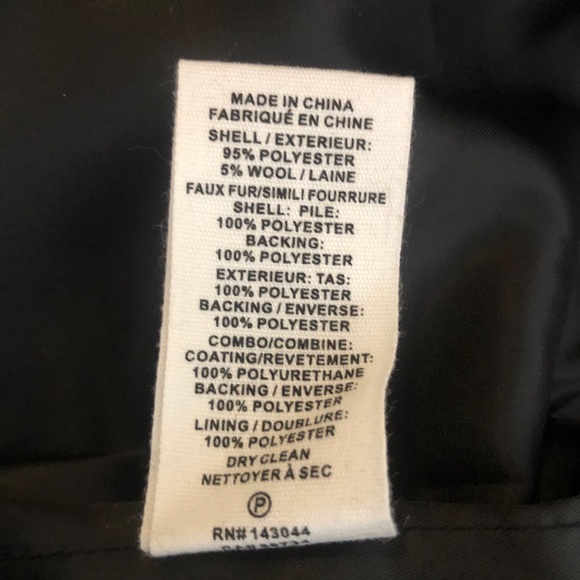 MADE IN CHINA
FABRIQUÉ EN CHINE
SHELL / EXTERIEUR:
95% POLYESTER
5% WOOL / LAINE
FAUX FUR/SIMILI FOURRURE
SHELL: PILE:
100% POLYESTER
BACKING:
100% POLYESTER
EXTERIEUR: TAS:
100% POLYESTER
BACKING / ENVERSE:
100% POLYESTER
COMBO/COMBINE:
COATING/REVETEMENT:
100% POLYURETHANE
BACKING / ENVERSE:
100% POLYESTER
LINING / DOUBLURE:
100% POLYESTER
DRY CLEAN
NETTOYER À SEC
P
RN# 143044